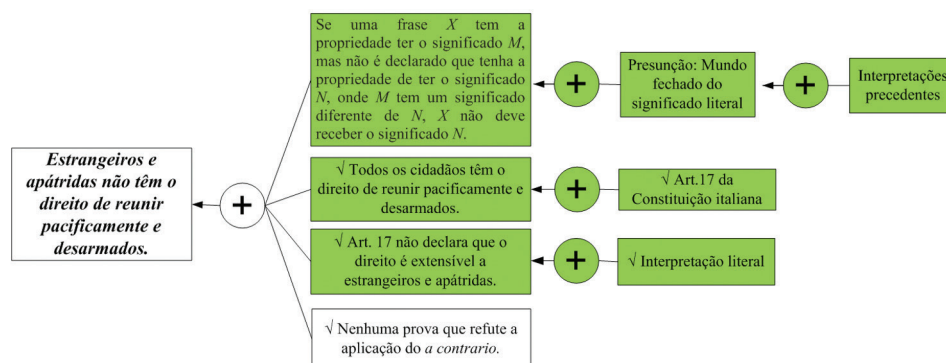 Se uma frase X tem a
propriedade ter o significado M,
mas não é declarado que tenha a
propriedade de ter o significado
N, onde M tem um significado
diferente de N, X não deve
receber o significado N.
+
Presunção: Mundo
fechado do
significado literal
+
Interpretações
precedentes
Estrangeiros e
apátridas não têm o
direito de reunir
pacificamente e
desarmados.
+
√ Todos os cidadãos têm o
direito de reunir pacificamente e
desarmados.
+
√ Art.17 da
Constituição italiana
√ Art. 17 não declara que o
direito é extensível a
estrangeiros e apátridas.
+
√ Interpretação literal
√ Nenhuma prova que refute a
aplicação do a contrario.